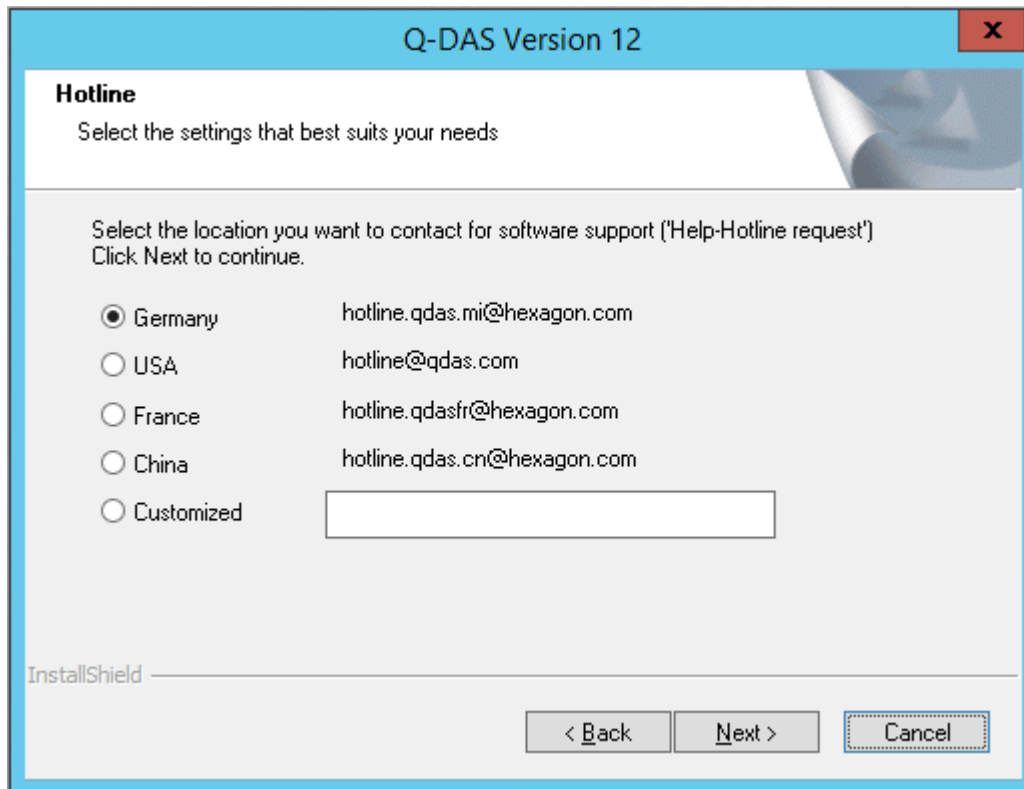 Q-DAS Version 12
x
Hotline
Select the settings that best suits your needs
Select the location you want to contact for software support ('Help-Hotline request')
Click Next to continue.
Germany hotline.qdas.mi@hexagon.com
USA hotline@qdas.com
France hotline.qdasfr@hexagon.com
China hotline.qdas.cn@hexagon.com
Customized
InstallShield
< Back Next > Cancel